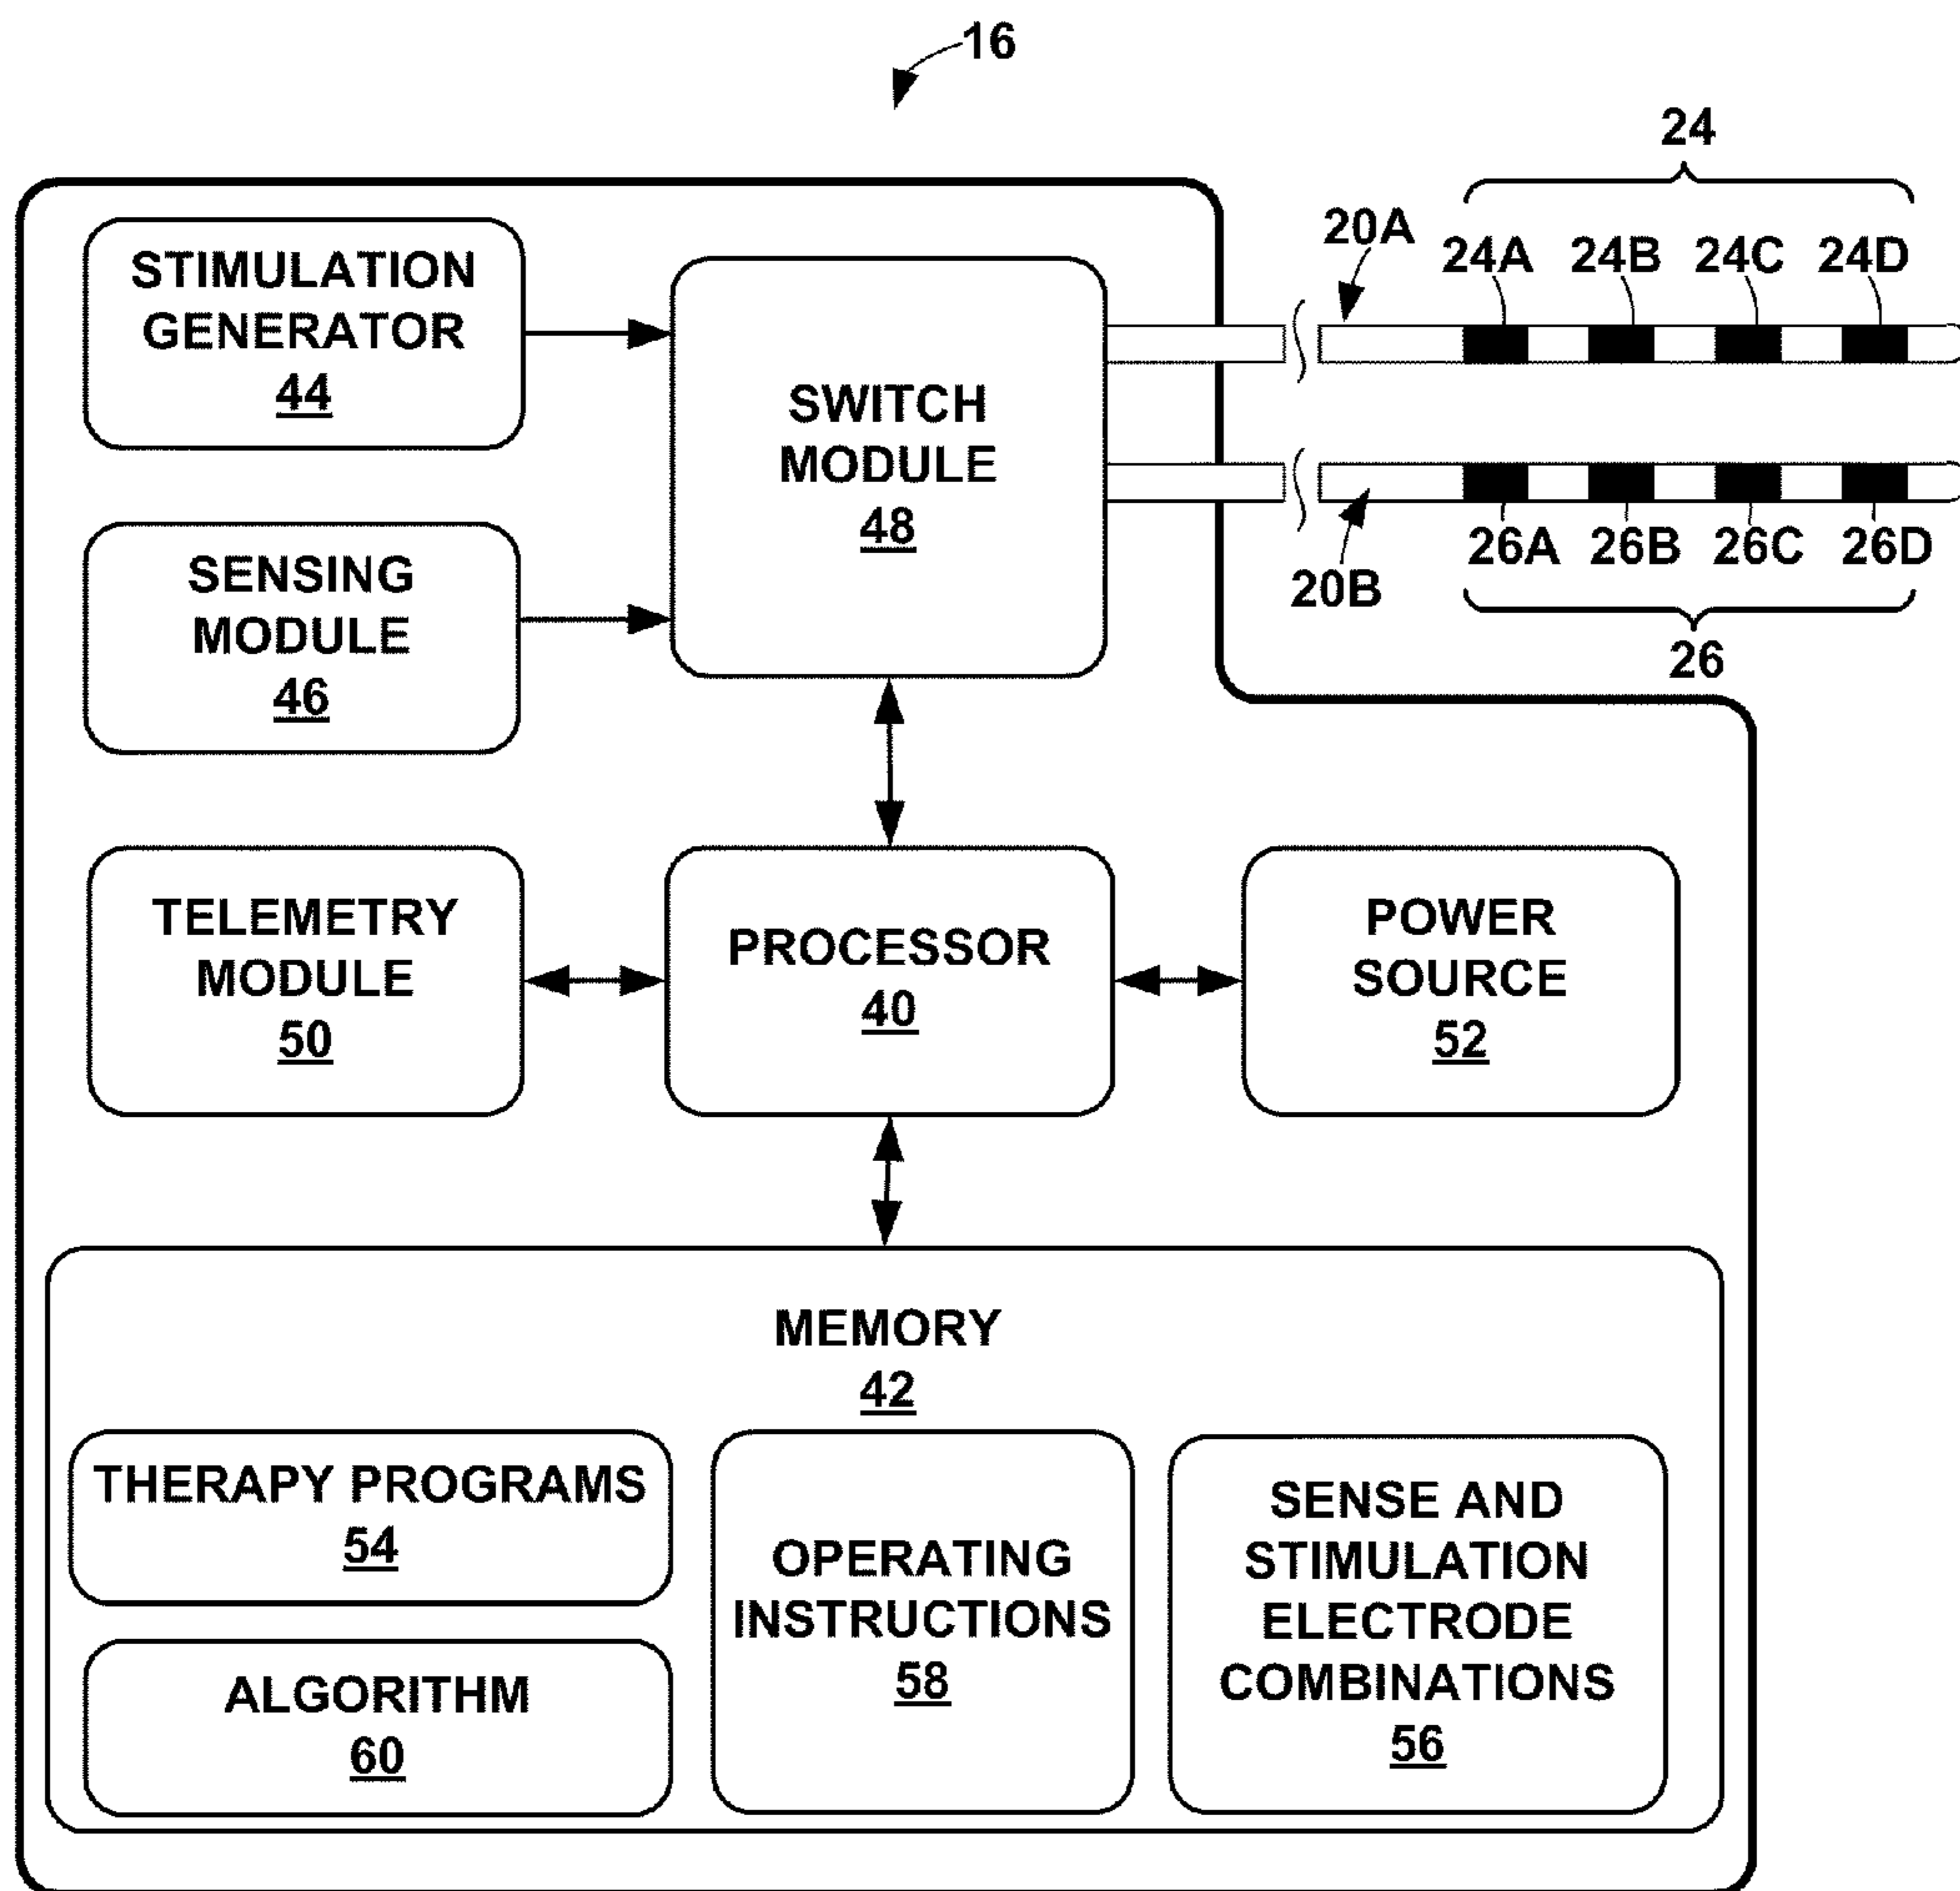 16
24
20A
24A 24B 24C 24D
STIMULATION
GENERATOR
44
SWITCH
MODULE
48
SENSING
MODULE
46
26A 26B 26C 26D
20B
26
TELEMETRY
MODULE
50
PROCESSOR
40
POWER
SOURCE
52
MEMORY
42
THERAPY PROGRAMS
54
ALGORITHM
60
OPERATING
INSTRUCTIONS
58
SENSE AND
STIMULATION
ELECTRODE
COMBINATIONS
56